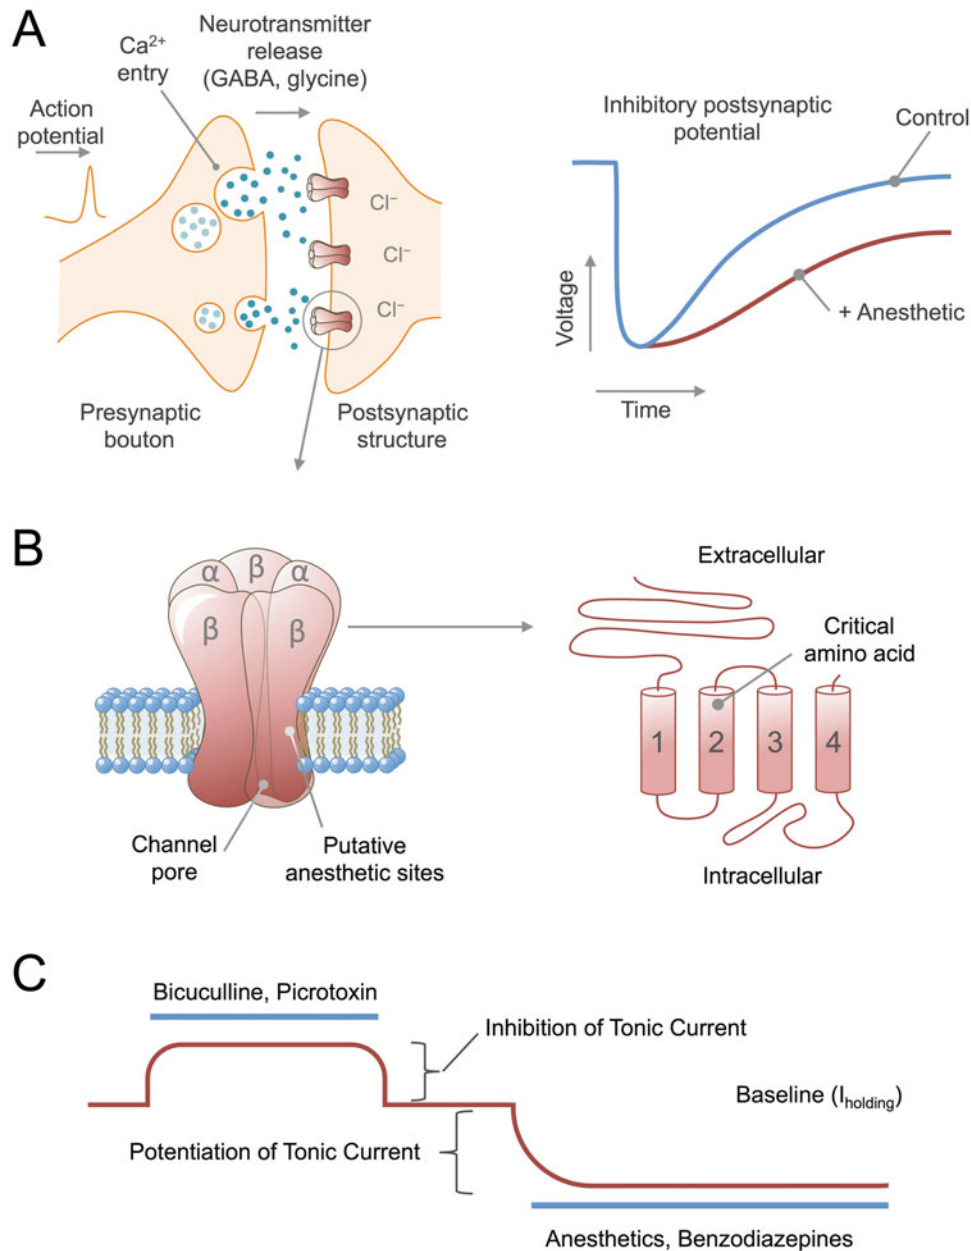 A
Neurotransmitter
release
(GABA, glycine)
Ca²⁺
entry
Action
potential
Cl⁻
Cl⁻
Cl⁻
Presynaptic
bouton
Postsynaptic
structure
Inhibitory postsynaptic
potential
Control
+ Anesthetic
Voltage
Time
B
α
β
α
β
β
Channel
pore
Putative
anesthetic sites
Extracellular
Critical
amino acid
1
2
3
4
Intracellular
C
Bicuculline, Picrotoxin
Inhibition of Tonic Current
Baseline (Iholding)
Potentiation of Tonic Current
Anesthetics, Benzodiazepines